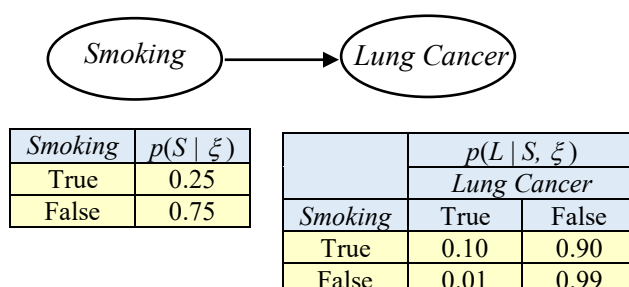 Smoking
Lung Cancer
Smoking p(S | ξ)
True 0.25
False 0.75
p(L | S, ξ)
Lung Cancer
Smoking True False
True 0.10 0.90
False 0.01 0.99